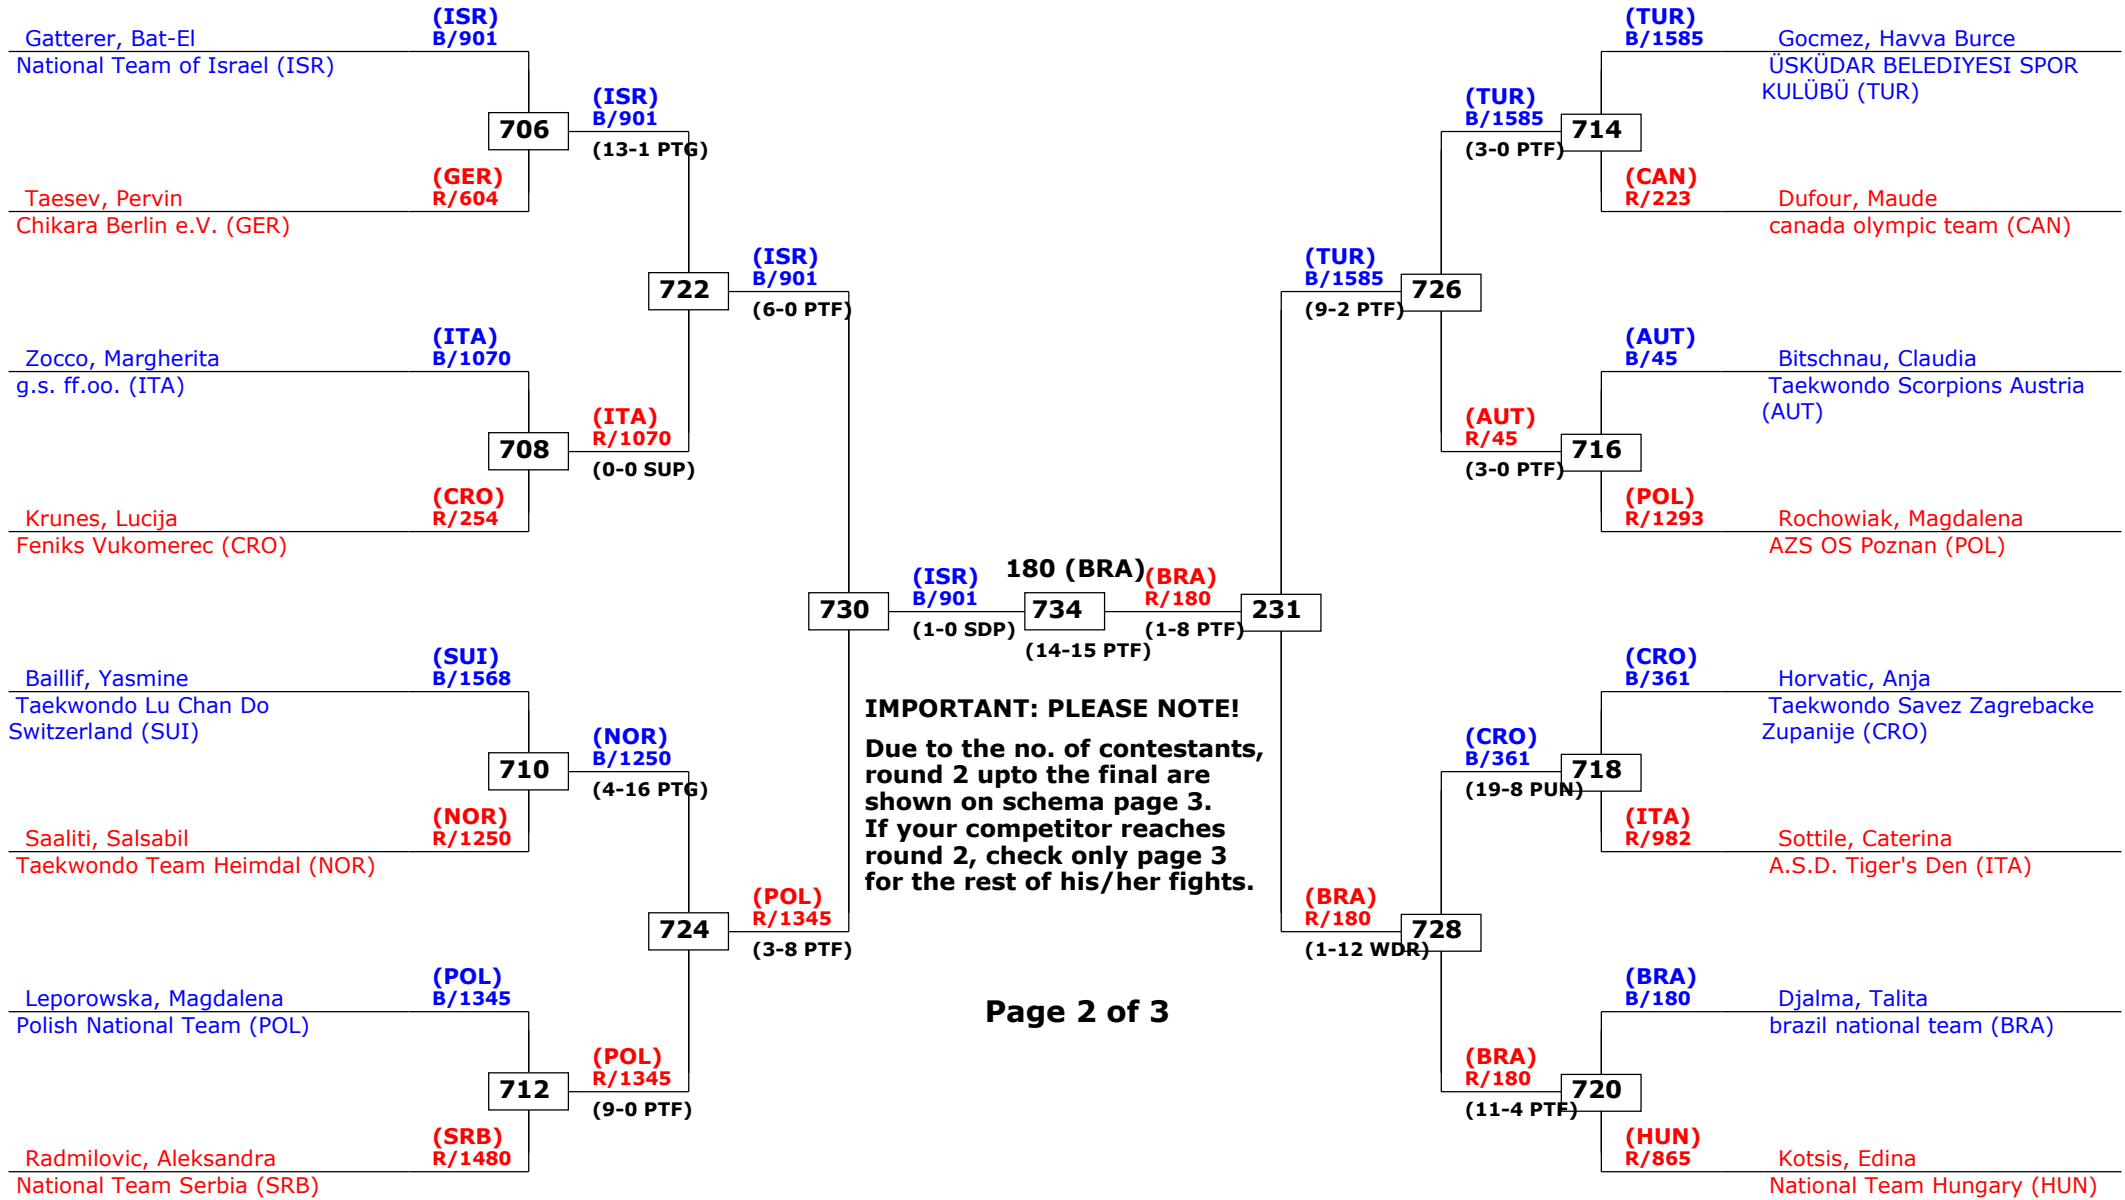 (ISR)
Gatterer, Bat-El B/901
National Team of Israel (ISR)
706
(ISR)
B/901
(13-1 PTG)
(GER)
Taesev, Pervin R/604
Chikara Berlin e.V. (GER)
722
(ISR)
B/901
(6-0 PTF)
(ITA)
Zocco, Margherita B/1070
g.s. ff.oo. (ITA)
708
(ITA)
R/1070
(0-0 SUP)
(CRO)
Krunes, Lucija R/254
Feniks Vukomerec (CRO)
730
(ISR)
B/901
(1-0 SDP)
(SUI)
Baillif, Yasmine B/1568
Taekwondo Lu Chan Do
Switzerland (SUI)
710
(NOR)
B/1250
(4-16 PTG)
(NOR)
Saaliti, Salsabil R/1250
Taekwondo Team Heimdal (NOR)
724
(POL)
R/1345
(3-8 PTF)
(POL)
Leporowska, Magdalena B/1345
Polish National Team (POL)
712
(POL)
R/1345
(9-0 PTF)
(SRB)
Radmilovic, Aleksandra R/1480
National Team Serbia (SRB)
180 (BRA)
734
(14-15 PTF)
IMPORTANT: PLEASE NOTE!
Due to the no. of contestants,
round 2 upto the final are
shown on schema page 3.
If your competitor reaches
round 2, check only page 3
for the rest of his/her fights.
Page 2 of 3
(BRA)
R/180
(1-8 PTF)
231
(TUR)
B/1585 Gocmez, Havva Burce
ÜSKÜDAR BELEDIYESI SPOR
KULÜBÜ (TUR)
(TUR)
B/1585
(3-0 PTF)
714
(CAN)
R/223 Dufour, Maude
canada olympic team (CAN)
(TUR)
B/1585
(9-2 PTF)
726
(AUT)
B/45 Bitschnau, Claudia
Taekwondo Scorpions Austria
(AUT)
(AUT)
R/45
(3-0 PTF)
716
(POL)
R/1293 Rochowiak, Magdalena
AZS OS Poznan (POL)
(CRO)
B/361 Horvatic, Anja
Taekwondo Savez Zagrebacke
Zupanije (CRO)
(CRO)
B/361
(19-8 PUN)
718
(ITA)
R/982 Sottile, Caterina
A.S.D. Tiger's Den (ITA)
(BRA)
R/180
(1-12 WDR)
728
(BRA)
B/180 Djalma, Talita
brazil national team (BRA)
(BRA)
R/180
(11-4 PTF)
720
(HUN)
R/865 Kotsis, Edina
National Team Hungary (HUN)